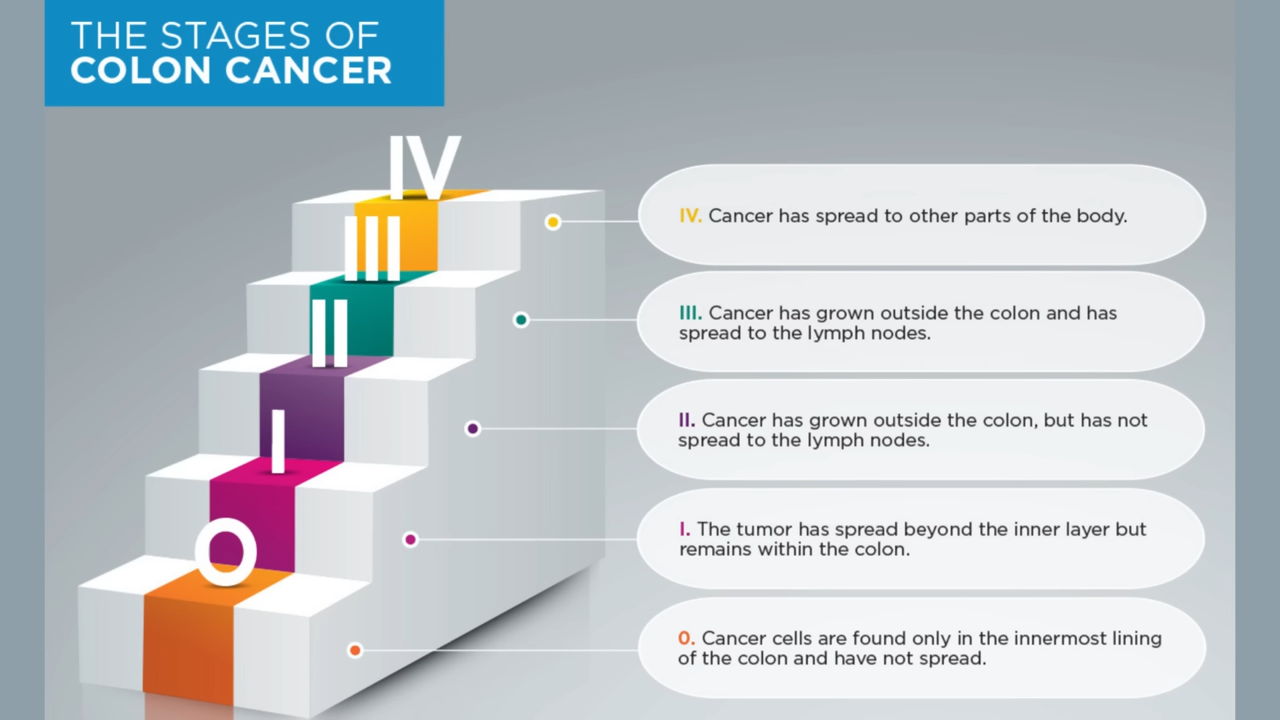 THE STAGES OF
COLON CANCER
IV
III
II
I
O
IV. Cancer has spread to other parts of the body.
III. Cancer has grown outside the colon and has
spread to the lymph nodes.
II. Cancer has grown outside the colon, but has not
spread to the lymph nodes.
I. The tumor has spread beyond the inner layer but
remains within the colon.
0. Cancer cells are found only in the innermost lining
of the colon and have not spread.